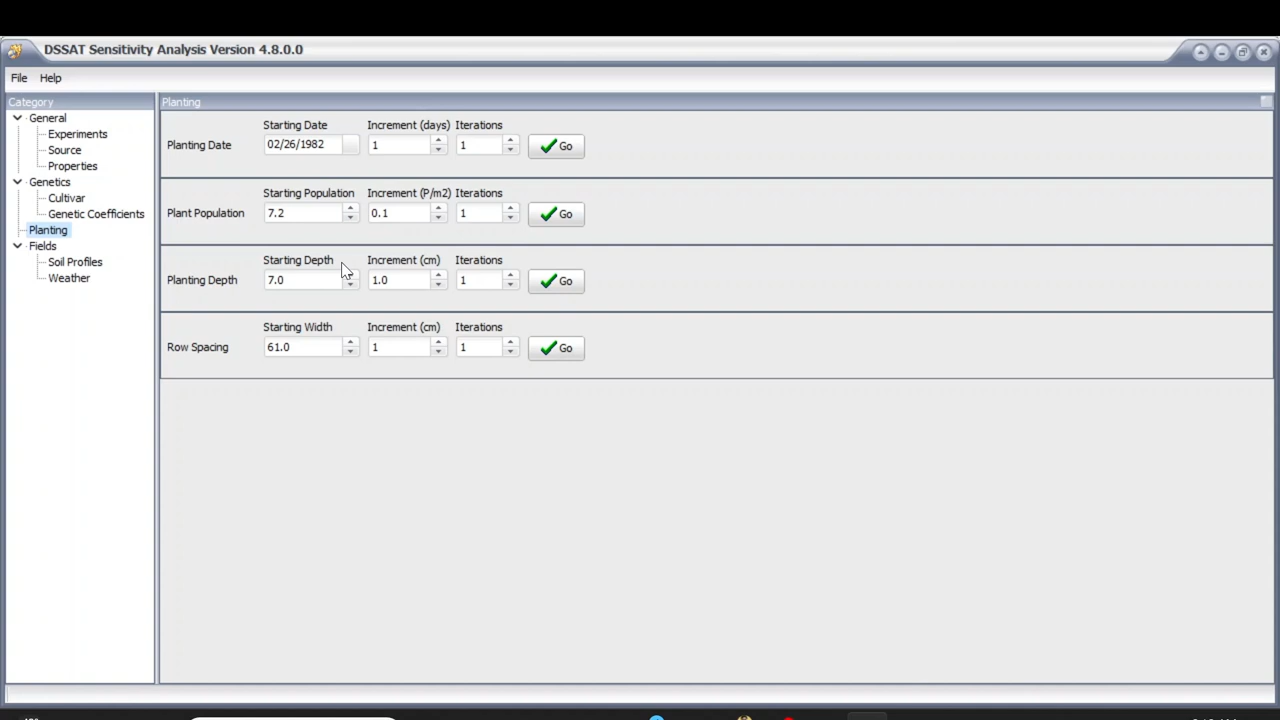 DSSAT Sensitivity Analysis Version 4.8.0.0
File Help
Category
General
Experiments
Source
Properties
Genetics
Cultivar
Genetic Coefficients
Planting
Fields
Soil Profiles
Weather
Planting
Starting Date Increment (days) Iterations
Planting Date 02/26/1982 1 1 Go
Starting Population Increment (P/m2) Iterations
Plant Population 7.2 0.1 1 Go
Starting Depth Increment (cm) Iterations
Planting Depth 7.0 1.0 1 Go
Starting Width Increment (cm) Iterations
Row Spacing 61.0 1 1 Go